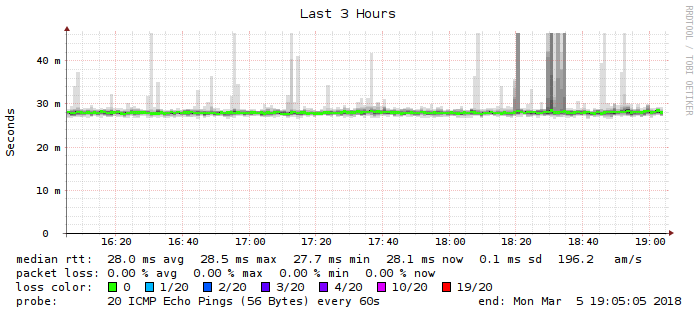 Last 3 Hours
RRDTOOL / TOBI OETIKER
Seconds
40 m
30 m
20 m
10 m
0
16:20 16:40 17:00 17:20 17:40 18:00 18:20 18:40 19:00
median rtt: 28.0 ms avg 28.5 ms max 27.7 ms min 28.1 ms now 0.1 ms sd 196.2 am/s
packet loss: 0.00 % avg 0.00 % max 0.00 % min 0.00 % now
loss color: 0 1/20 2/20 3/20 4/20 10/20 19/20
probe: 20 ICMP Echo Pings (56 Bytes) every 60s end: Mon Mar 5 19:05:05 2018